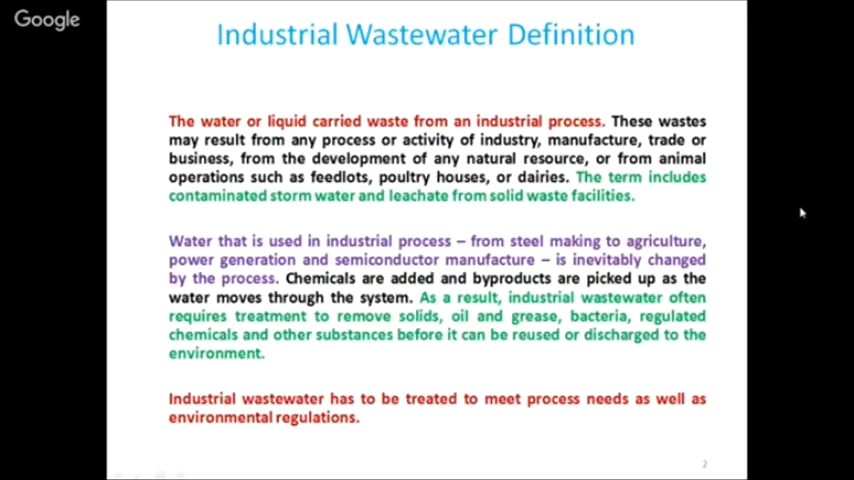 Google
Industrial Wastewater Definition
The water or liquid carried waste from an industrial process. These wastes
may result from any process or activity of industry, manufacture, trade or
business, from the development of any natural resource, or from animal
operations such as feedlots, poultry houses, or dairies. The term includes
contaminated storm water and leachate from solid waste facilities.
Water that is used in industrial process – from steel making to agriculture,
power generation and semiconductor manufacture – is inevitably changed
by the process. Chemicals are added and byproducts are picked up as the
water moves through the system. As a result, industrial wastewater often
requires treatment to remove solids, oil and grease, bacteria, regulated
chemicals and other substances before it can be reused or discharged to the
environment.
Industrial wastewater has to be treated to meet process needs as well as
environmental regulations.
2